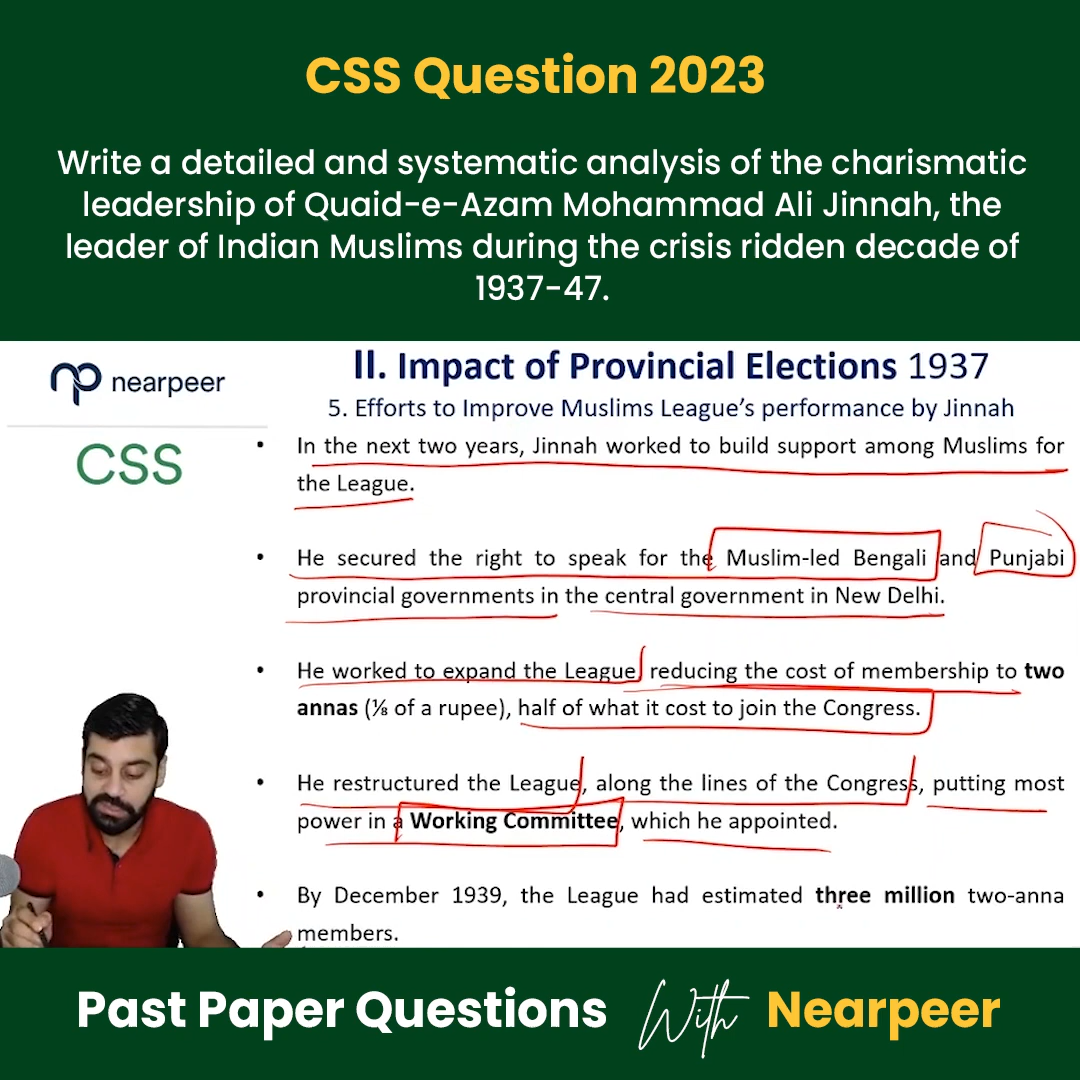 CSS Question 2023
Write a detailed and systematic analysis of the charismatic
leadership of Quaid-e-Azam Mohammad Ali Jinnah, the
leader of Indian Muslims during the crisis ridden decade of
1937-47.
nearpeer
CSS
II. Impact of Provincial Elections 1937
5. Efforts to Improve Muslims League's performance by Jinnah
• In the next two years, Jinnah worked to build support among Muslims for
the League.
• He secured the right to speak for the Muslim-led Bengali and Punjabi
provincial governments in the central government in New Delhi.
• He worked to expand the League, reducing the cost of membership to two
annas (⅛ of a rupee), half of what it cost to join the Congress.
• He restructured the League, along the lines of the Congress, putting most
power in a Working Committee, which he appointed.
• By December 1939, the League had estimated three million two-anna
members.
Past Paper Questions With Nearpeer